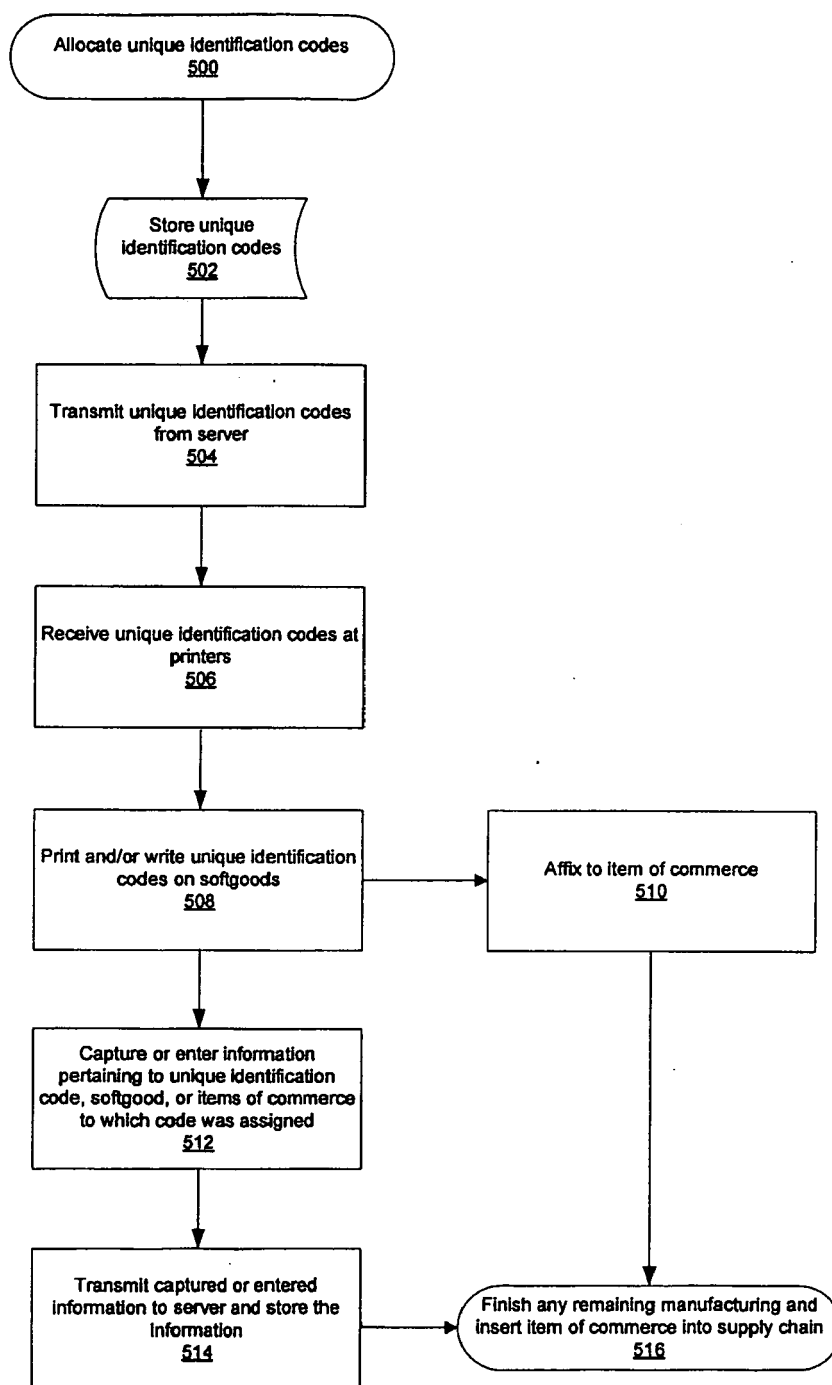 Allocate unique identification codes
500
Store unique
identification codes
502
Transmit unique identification codes
from server
504
Receive unique identification codes at
printers
506
Print and/or write unique identification
codes on softgoods
508
Affix to item of commerce
510
Capture or enter information
pertaining to unique identification
code, softgood, or items of commerce
to which code was assigned
512
Transmit captured or entered
information to server and store the
information
514
Finish any remaining manufacturing and
insert item of commerce into supply chain
516